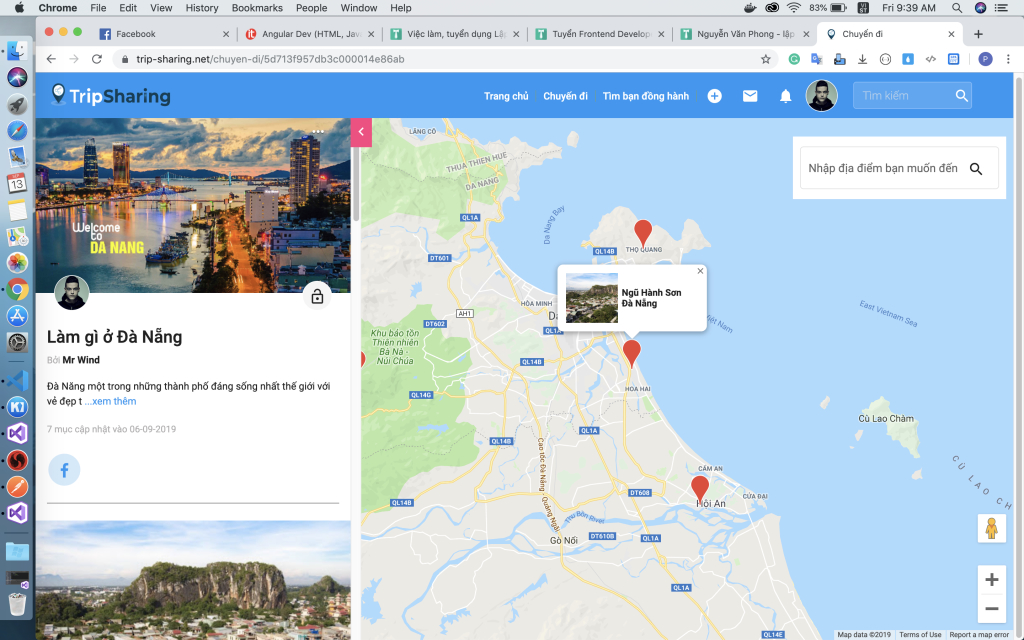 Chrome File Edit View History Bookmarks People Window Help 83% VI ST Fri 9:39 AM
Facebook
Angular Dev (HTML, Java
Việc làm, tuyển dụng Lậ
Tuyển Frontend Develop
Nguyễn Văn Phong - lập
Chuyến đi
trip-sharing.net/chuyen-di/5d713f957db3c000014e86ab
P
TripSharing
Trang chủ Chuyến đi Tìm bạn đồng hành
Tìm kiếm
Welcome
to
DA NANG
Làm gì ở Đà Nẵng
Bởi Mr Wind
Đà Nẵng một trong những thành phố đáng sống nhất thế giới với
vẻ đẹp t ...xem thêm
7 mục cập nhật vào 06-09-2019
13
Nhập địa điểm bạn muốn đến
LĂNG CÔ
THUA THIEN HUE
DA NANG
QL1A
Da Nang Bay
QL14B
THỌ QUANG
DT601
Ngũ Hành Sơn
Đà Nẵng
HÒA MINH
AH1
DT602
QL1A
Khu bảo tồn
Thiên nhiên
Bà Nà -
Núi Chúa
East Vietnam Sea
QL14B
HOA HAI
QL14G
Cù Lao Chàm
QL1A
QL14B
Cao tốc Đà Nẵng - Quảng Ngãi
CẨM AN
CỬA ĐẠI
DT608
Hội An
QL14B
CÙ LAO CH
Thu Bồn River
DT610B
Gò Nổi
QL1A
QL1A
QL14E
Map data ©2019 Terms of Use Report a map error